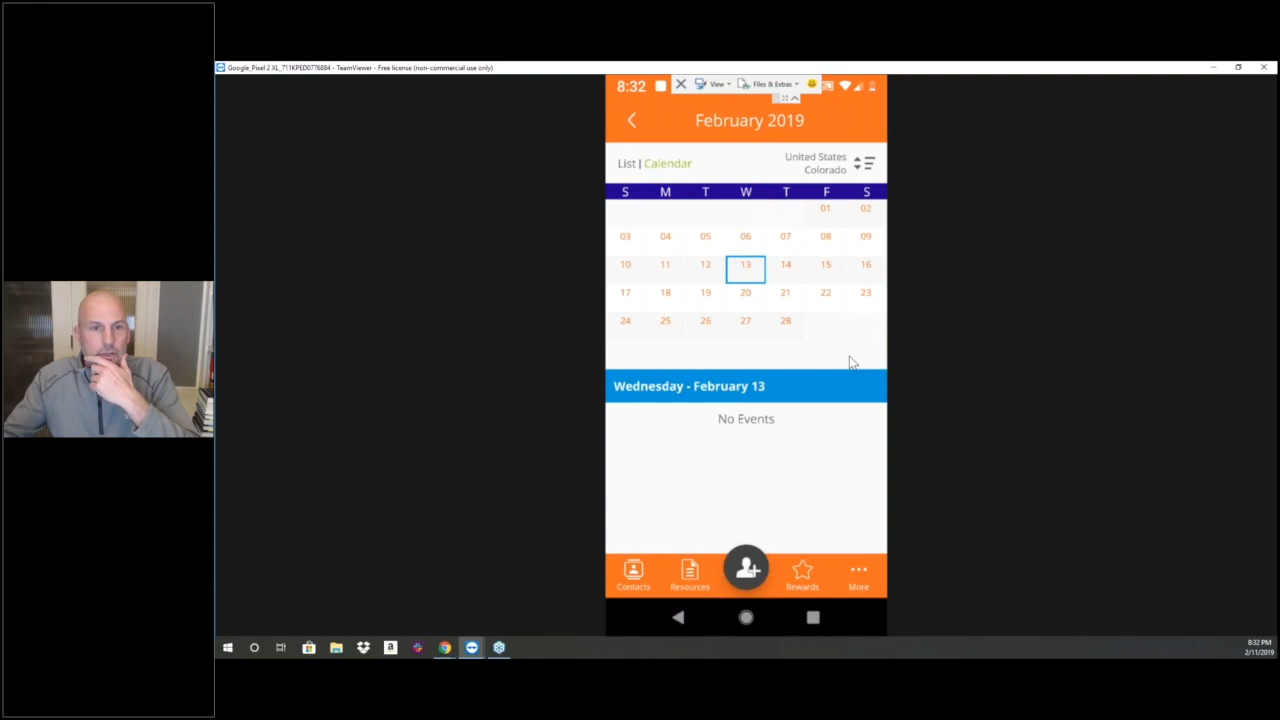 Google_Pixel 2 XL_711KPED0776884 - TeamViewer - Free license (non-commercial use only)
8:32
View
Files & Extras
February 2019
List | Calendar
United States
Colorado
S M T W T F S
01 02
03 04 05 06 07 08 09
10 11 12 13 14 15 16
17 18 19 20 21 22 23
24 25 26 27 28
Wednesday - February 13
No Events
Contacts Resources Rewards More
a
8:32 PM
2/11/2019